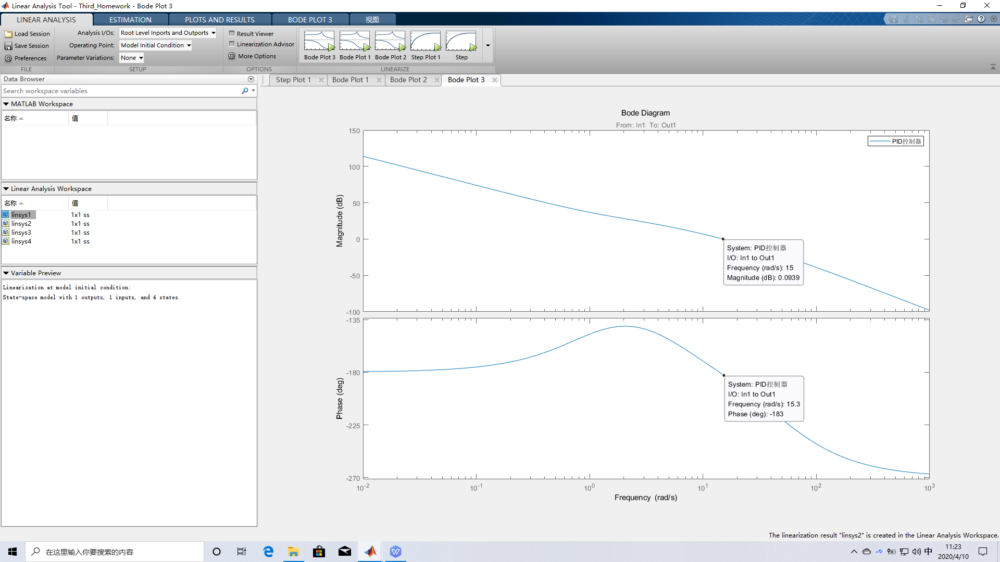 Linear Analysis Tool - Third_Homework - Bode Plot 3
LINEAR ANALYSIS
ESTIMATION
PLOTS AND RESULTS
BODE PLOT 3
视图
Load Session
Save Session
Preferences
FILE
Analysis I/Os: Root Level Inports and Outports
Operating Point: Model Initial Condition
Parameter Variations: None
SETUP
Result Viewer
Linearization Advisor
More Options
OPTIONS
Bode Plot 3
Bode Plot 1
Bode Plot 2
Step Plot 1
Step
LINEARIZE
Data Browser
Search workspace variables
MATLAB Workspace
名称 值
Linear Analysis Workspace
名称 值
linsys1 1x1 ss
linsys2 1x1 ss
linsys3 1x1 ss
linsys4 1x1 ss
Variable Preview
Linearization at model initial condition:
State-space model with 1 outputs, 1 inputs, and 4 states.
Step Plot 1
Bode Plot 1
Bode Plot 2
Bode Plot 3
Bode Diagram
From: In1 To: Out1
Magnitude (dB)
150
100
50
0
-50
-100
PID控制器
System: PID控制器
I/O: In1 to Out1
Frequency (rad/s): 15
Magnitude (dB): 0.0939
Phase (deg)
-135
-180
-225
-270
System: PID控制器
I/O: In1 to Out1
Frequency (rad/s): 15.3
Phase (deg): -183
10-2 10-1 100 101 102 103
Frequency (rad/s)
The linearization result "linsys2" is created in the Linear Analysis Workspace.
在这里输入你要搜索的内容
中
11:23
2020/4/10